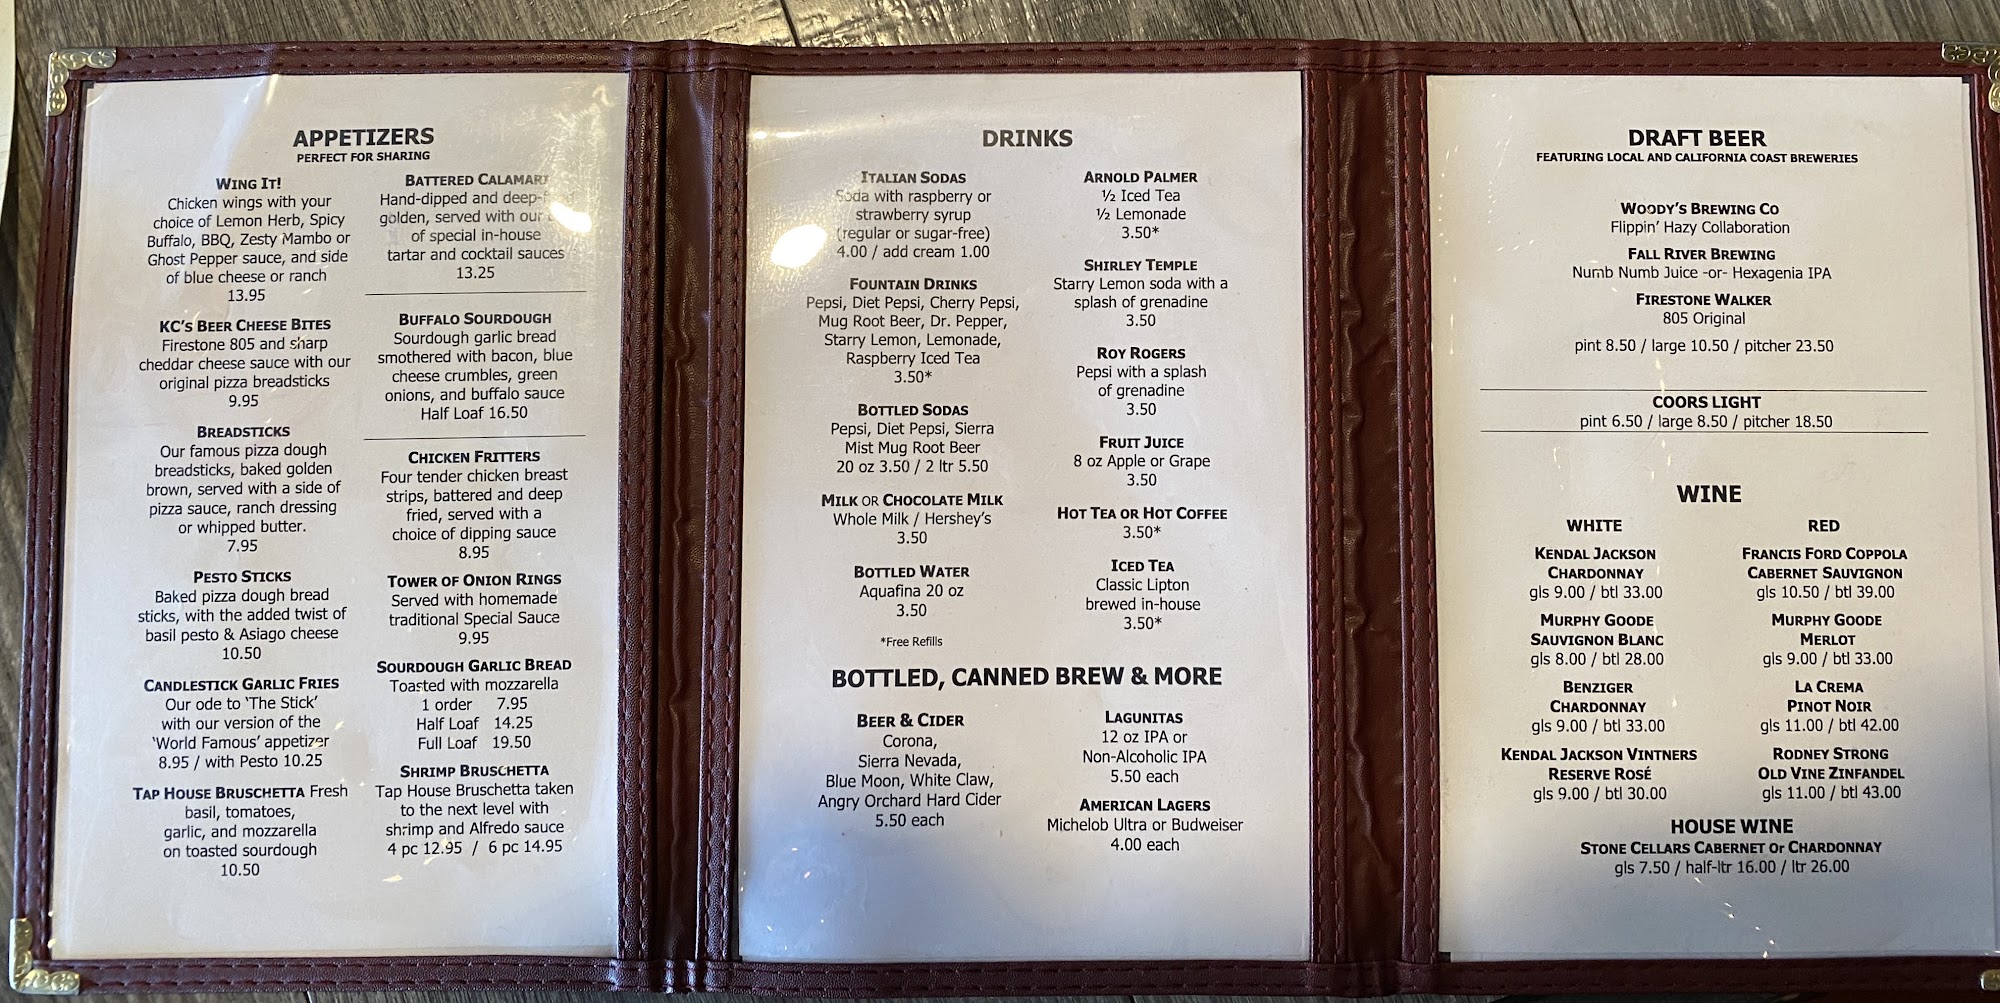 APPETIZERS
PERFECT FOR SHARING
WING IT!
Chicken wings with your
choice of Lemon Herb, Spicy
Buffalo, BBQ, Zesty Mambo or
Ghost Pepper sauce, and side
of blue cheese or ranch
13.95
KC's BEER CHEESE BITES
Firestone 805 and sharp
cheddar cheese sauce with our
original pizza breadsticks
9.95
BREADSTICKS
Our famous pizza dough
breadsticks, baked golden
brown, served with a side of
pizza sauce, ranch dressing
or whipped butter.
7.95
PESTO STICKS
Baked pizza dough bread
sticks, with the added twist of
basil pesto & Asiago cheese
10.50
CANDLESTICK GARLIC FRIES
Our ode to 'The Stick'
with our version of the
'World Famous' appetizer
8.95 / with Pesto 10.25
TAP HOUSE BRUSCHETTA Fresh
basil, tomatoes,
garlic, and mozzarella
on toasted sourdough
10.50
BATTERED CALAMARI
Hand-dipped and
golden, served with our
of special in-house
tartar and cocktail sauces
13.25
BUFFALO SOURDOUGH
Sourdough garlic bread
smothered with bacon, blue
cheese crumbles, green
onions, and buffalo sauce
Half Loaf 16.50
CHICKEN FRITTERS
Four tender chicken breast
strips, battered and deep
fried, served with a
choice of dipping sauce
8.95
TOWER OF ONION RINGS
Served with homemade
traditional Special Sauce
9.95
SOURDOUGH GARLIC BREAD
Toasted with mozzarella
1 order 7.95
Half Loaf 14.25
Full Loaf 19.50
SHRIMP BRUSCHETTA
Tap House Bruschetta taken
to the next level with
shrimp and Alfredo sauce
4 pc 12.95 / 6 pc 14.95
DRINKS
ITALIAN SODAS
Soda with raspberry or
strawberry syrup
(regular or sugar-free)
4.00 / add cream 1.00
FOUNTAIN DRINKS
Pepsi, Diet Pepsi, Cherry Pepsi,
Mug Root Beer, Dr. Pepper,
Starry Lemon, Lemonade,
Raspberry Iced Tea
3.50*
BOTTLED SODAS
Pepsi, Diet Pepsi, Sierra
Mist Mug Root Beer
20 oz 3.50 / 2 ltr 5.50
MILK OR CHOCOLATE MILK
Whole Milk / Hershey's
3.50
BOTTLED WATER
Aquafina 20 oz
3.50
*Free Refills
ARNOLD PALMER
½ Iced Tea
½ Lemonade
3.50*
SHIRLEY TEMPLE
Starry Lemon soda with a
splash of grenadine
3.50
ROY ROGERS
Pepsi with a splash
of grenadine
3.50
FRUIT JUICE
8 oz Apple or Grape
3.50
HOT TEA OR HOT COFFEE
3.50*
ICED TEA
Classic Lipton
brewed in-house
3.50*
BOTTLED, CANNED BREW & MORE
BEER & CIDER
Corona,
Sierra Nevada,
Blue Moon, White Claw,
Angry Orchard Hard Cider
5.50 each
LAGUNITAS
12 oz IPA or
Non-Alcoholic IPA
5.50 each
AMERICAN LAGERS
Michelob Ultra or Budweiser
4.00 each
DRAFT BEER
FEATURING LOCAL AND CALIFORNIA COAST BREWERIES
WOODY'S BREWING CO
Flippin' Hazy Collaboration
FALL RIVER BREWING
Numb Numb Juice -or- Hexagenia IPA
FIRESTONE WALKER
805 Original
pint 8.50 / large 10.50 / pitcher 23.50
COORS LIGHT
pint 6.50 / large 8.50 / pitcher 18.50
WINE
WHITE
KENDAL JACKSON
CHARDONNAY
gls 9.00 / btl 33.00
MURPHY GOODE
SAUVIGNON BLANC
gls 8.00 / btl 28.00
BENZIGER
CHARDONNAY
gls 9.00 / btl 33.00
KENDAL JACKSON VINTNERS
RESERVE ROSÉ
gls 9.00 / btl 30.00
RED
FRANCIS FORD COPPOLA
CABERNET SAUVIGNON
gls 10.50 / btl 39.00
MURPHY GOODE
MERLOT
gls 9.00 / btl 33.00
LA CREMA
PINOT NOIR
gls 11.00 / btl 42.00
RODNEY STRONG
OLD VINE ZINFANDEL
gls 11.00 / btl 43.00
HOUSE WINE
STONE CELLARS CABERNET Or CHARDONNAY
gls 7.50 / half-ltr 16.00 / ltr 26.00